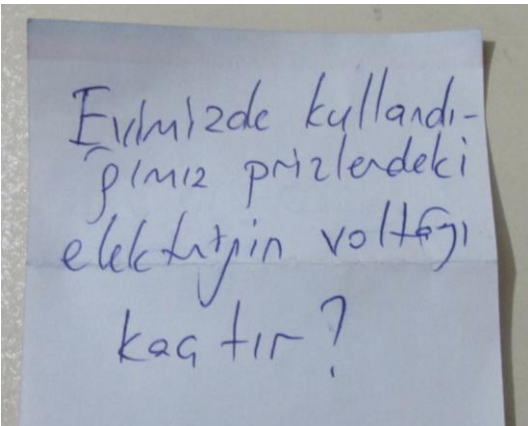 Evimizde kullandı-
ğımız prizlerdeki
elektriğin voltajı
kaçtır?